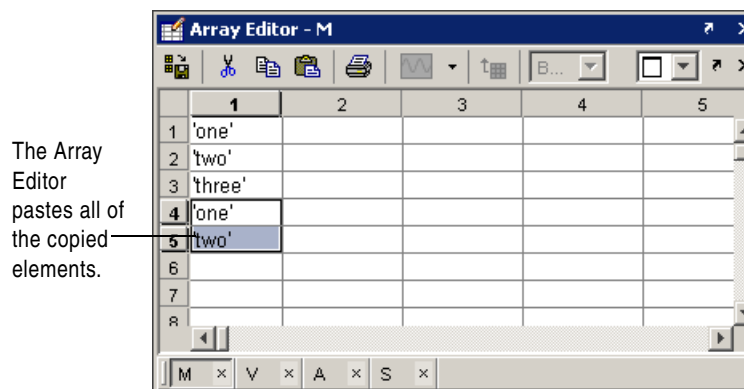 Array Editor - M
B...
1 2 3 4 5
1 'one'
2 'two'
3 'three'
4 'one'
5 'two'
6
7
8
The Array
Editor
pastes all of
the copied
elements.
M × V × A × S ×